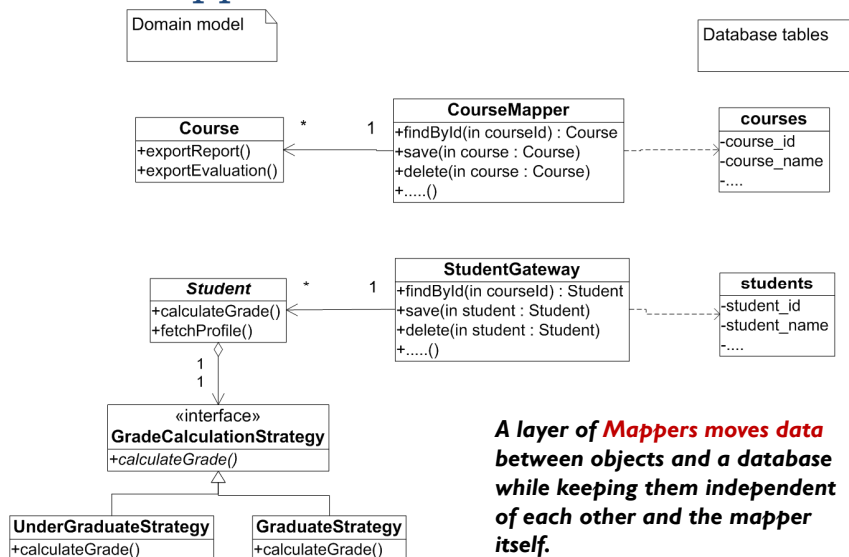 Domain model
Database tables
Course
+exportReport()
+exportEvaluation()
*
1
CourseMapper
+findById(in courseId) : Course
+save(in course : Course)
+delete(in course : Course)
+.....()
courses
-course_id
-course_name
-....
Student
+calculateGrade()
+fetchProfile()
*
1
StudentGateway
+findById(in courseId) : Student
+save(in student : Student)
+delete(in student : Student)
+.....()
students
-student_id
-student_name
-....
1
1
«interface»
GradeCalculationStrategy
+calculateGrade()
UnderGraduateStrategy
+calculateGrade()
GraduateStrategy
+calculateGrade()
A layer of Mappers moves data
between objects and a database
while keeping them independent
of each other and the mapper
itself.